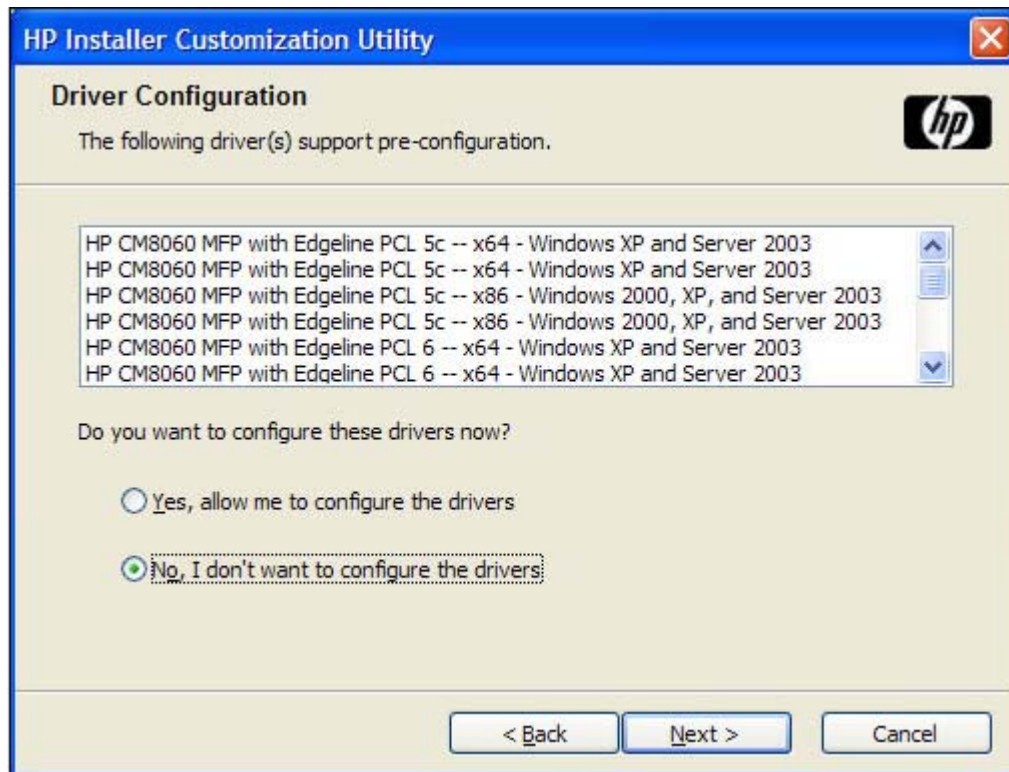 HP Installer Customization Utility
Driver Configuration
The following driver(s) support pre-configuration.
hp
HP CM8060 MFP with Edgeline PCL 5c -- x64 - Windows XP and Server 2003
HP CM8060 MFP with Edgeline PCL 5c -- x64 - Windows XP and Server 2003
HP CM8060 MFP with Edgeline PCL 5c -- x86 - Windows 2000, XP, and Server 2003
HP CM8060 MFP with Edgeline PCL 5c -- x86 - Windows 2000, XP, and Server 2003
HP CM8060 MFP with Edgeline PCL 6 -- x64 - Windows XP and Server 2003
HP CM8060 MFP with Edgeline PCL 6 -- x64 - Windows XP and Server 2003
Do you want to configure these drivers now?
Yes, allow me to configure the drivers
No, I don't want to configure the drivers
< Back
Next >
Cancel